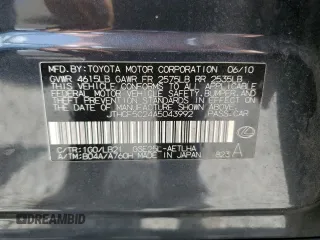 MFD.BY: TOYOTA MOTOR CORPORATION 06/10
GVWR 4615LB GAWR FR 2575LB RR 2535LB
THIS VEHICLE CONFORMS TO ALL APPLICABLE
FEDERAL MOTOR VEHICLE SAFETY, BUMPER, AND
THEFT PREVENTION STANDARDS IN EFFECT ON THE
DATE OF MANUFACTURE SHOWN ABOVE.
JTHCF5C24A5043992 PASS.CAR
C/TR:1G0/LB21
A/TM:B04A/A760H MADE IN JAPAN 823 A